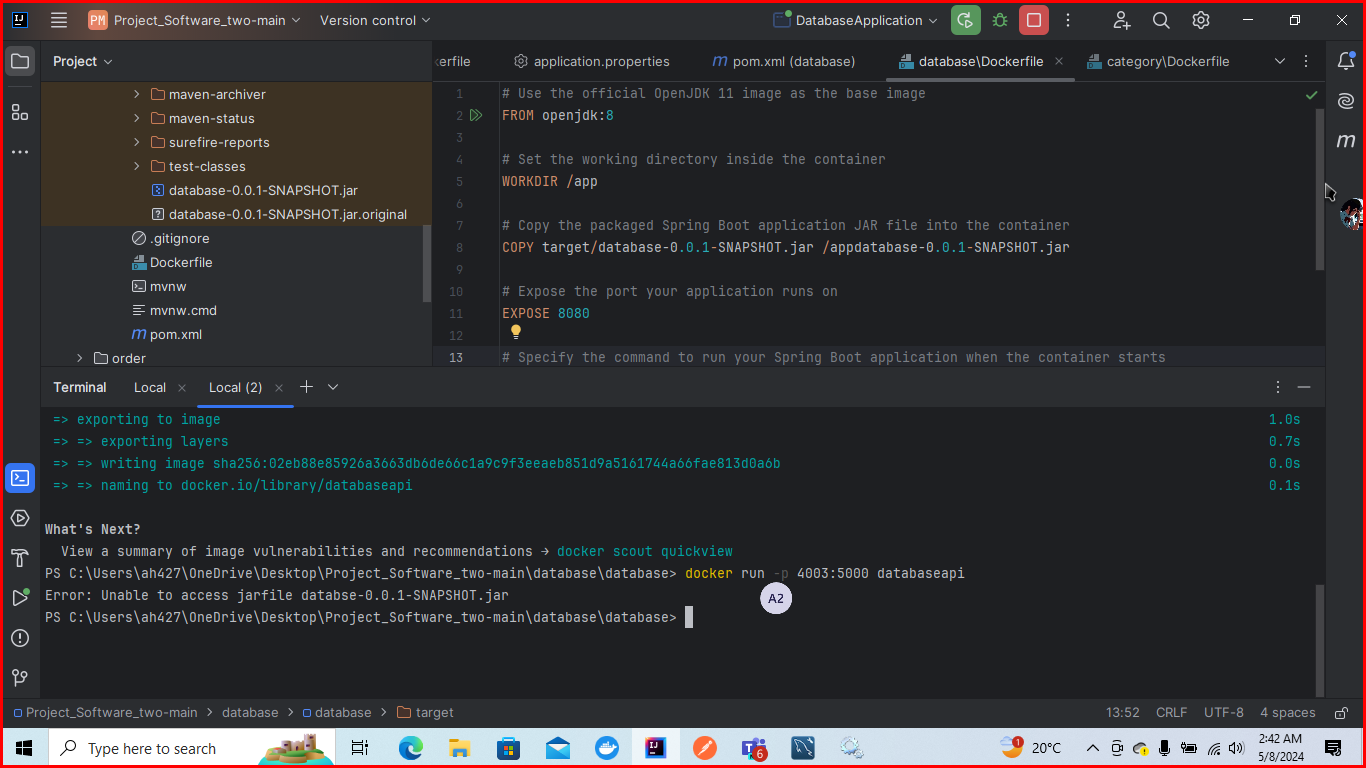 PM Project_Software_two-main Version control DatabaseApplication
Project
kerfile application.properties pom.xml (database) database\Dockerfile category\Dockerfile
maven-archiver
maven-status
surefire-reports
test-classes
database-0.0.1-SNAPSHOT.jar
database-0.0.1-SNAPSHOT.jar.original
.gitignore
Dockerfile
mvnw
mvnw.cmd
pom.xml
order
1 # Use the official OpenJDK 11 image as the base image
2 FROM openjdk:8
3
4 # Set the working directory inside the container
5 WORKDIR /app
6
7 # Copy the packaged Spring Boot application JAR file into the container
8 COPY target/database-0.0.1-SNAPSHOT.jar /appdatabase-0.0.1-SNAPSHOT.jar
9
10 # Expose the port your application runs on
11 EXPOSE 8080
12
13 # Specify the command to run your Spring Boot application when the container starts
Terminal Local Local (2)
=> exporting to image 1.0s
=> => exporting layers 0.7s
=> => writing image sha256:02eb88e85926a3663db6de66c1a9c9f3eeaeb851d9a5161744a66fae813d0a6b 0.0s
=> => naming to docker.io/library/databaseapi 0.1s
What's Next?
View a summary of image vulnerabilities and recommendations → docker scout quickview
PS C:\Users\ah427\OneDrive\Desktop\Project_Software_two-main\database\database> docker run -p 4003:5000 databaseapi
Error: Unable to access jarfile databse-0.0.1-SNAPSHOT.jar
A2
PS C:\Users\ah427\OneDrive\Desktop\Project_Software_two-main\database\database>
Project_Software_two-main > database > database > target 13:52 CRLF UTF-8 4 spaces
Type here to search 6 1 20°C 2:42 AM
5/8/2024